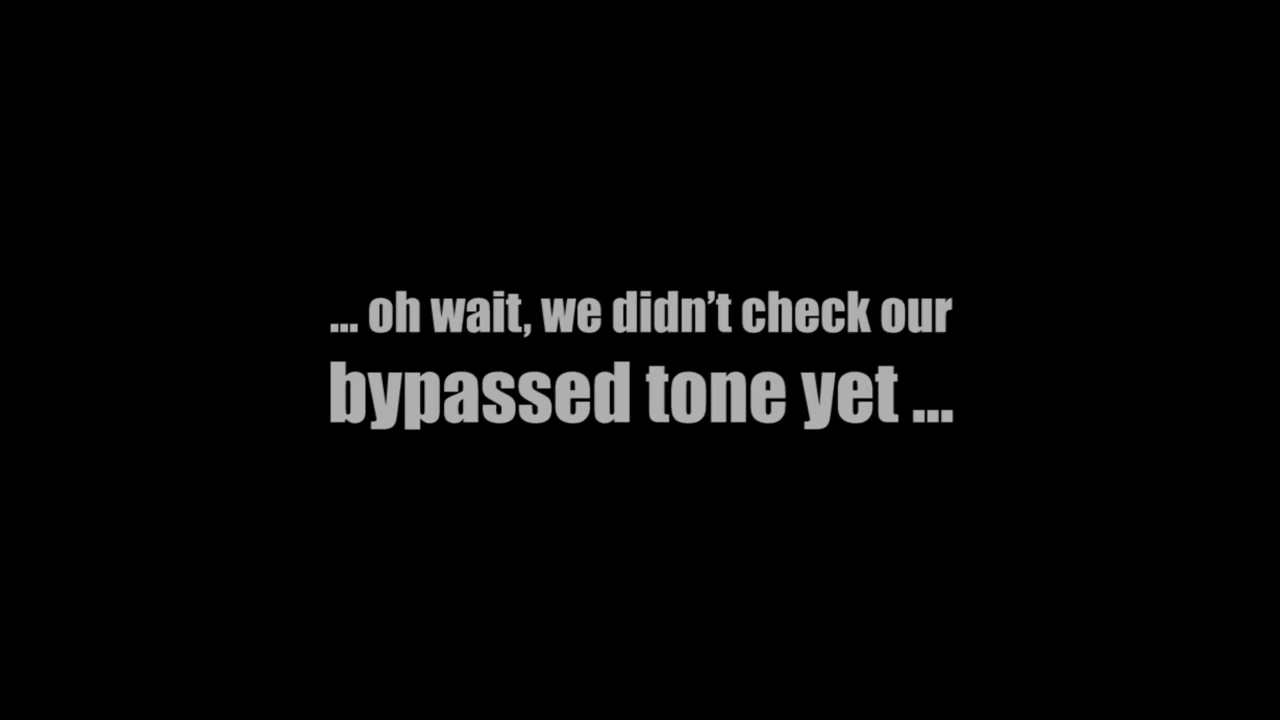 ... oh wait, we didn’t check our
bypassed tone yet ...